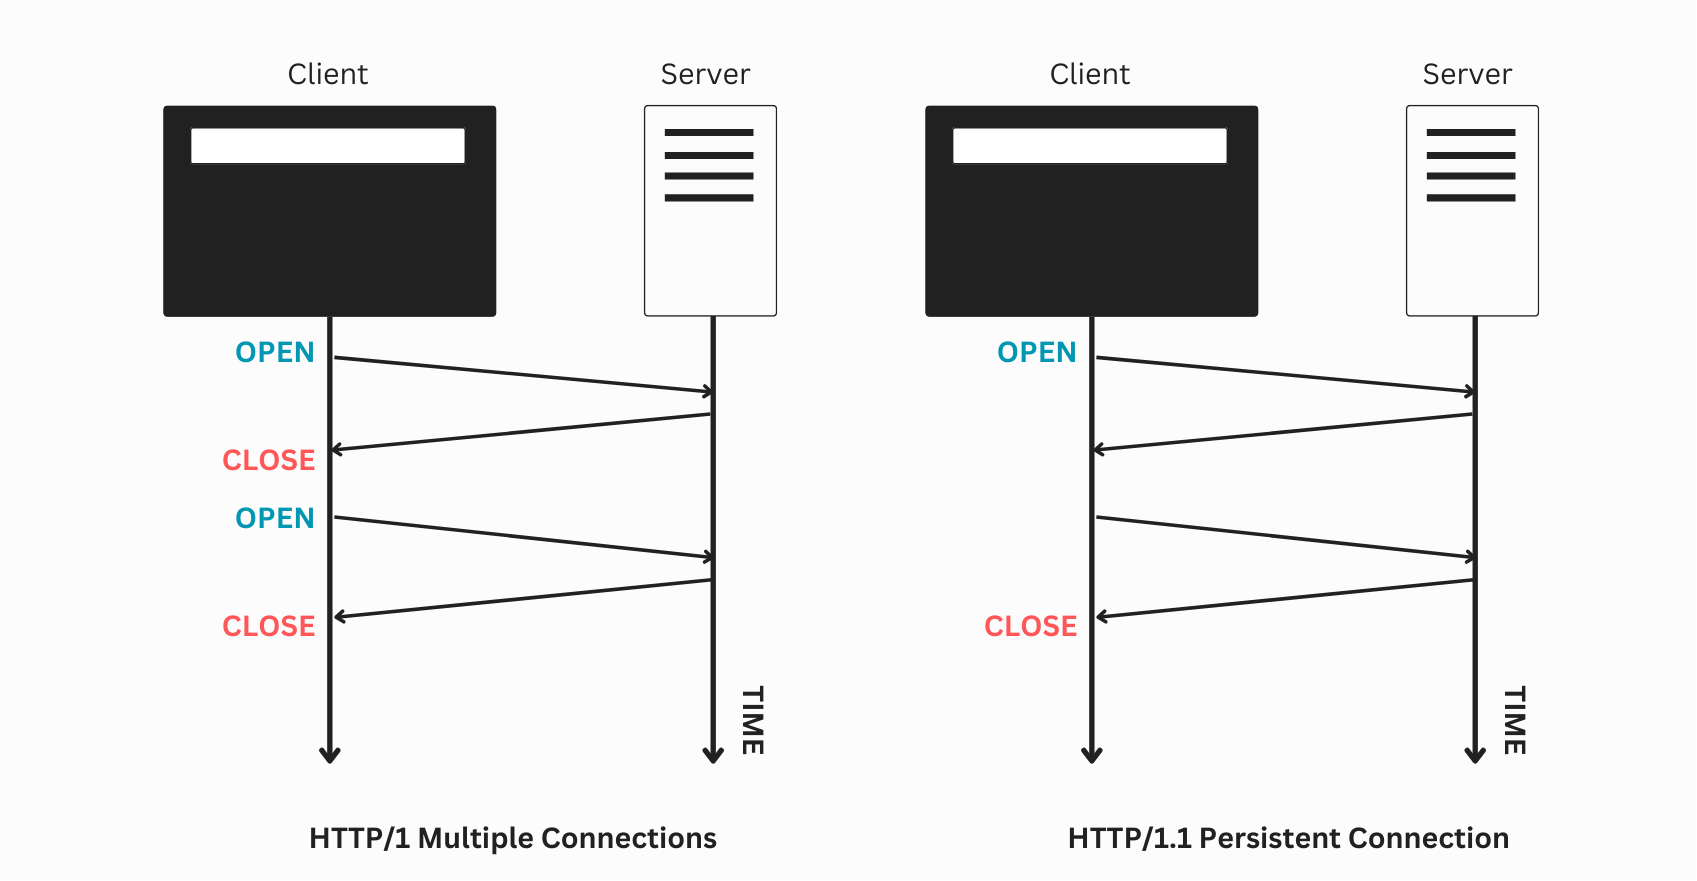 Client
Server
OPEN
CLOSE
OPEN
CLOSE
TIME
HTTP/1 Multiple Connections
Client
Server
OPEN
CLOSE
TIME
HTTP/1.1 Persistent Connection